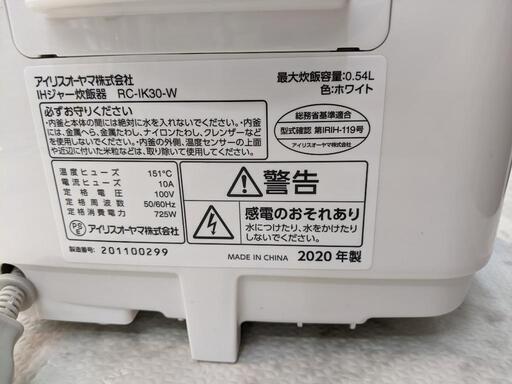 アイリスオーヤマ株式会社
IHジャー炊飯器 RC-IK30-W
最大炊飯容量:0.54L
色:ホワイト
必ずお守りください
・内釜と本体の間には絶対に水を入れないでください。・内釜
には、金属へら、金属たわし、ナイロンたわし、クレンザーなど
を使用しないでください。・内釜の外側、温度センサーの上面
や近辺に付いた米粒などは、取り除いて使用してください。
総務省基準適合
型式確認 第IRIH-119号
アイリスオーヤマ株式会社
温度ヒューズ 151°C
電流ヒューズ 10A
定格電圧 100V
定格周波数 50/60Hz
定格消費電力 725W
警告
感電のおそれあり
水につけたり、水をかけたり
しないでください
PSE
アイリスオーヤマ株式会社
製造番号: 201100299
MADE IN CHINA
2020年製